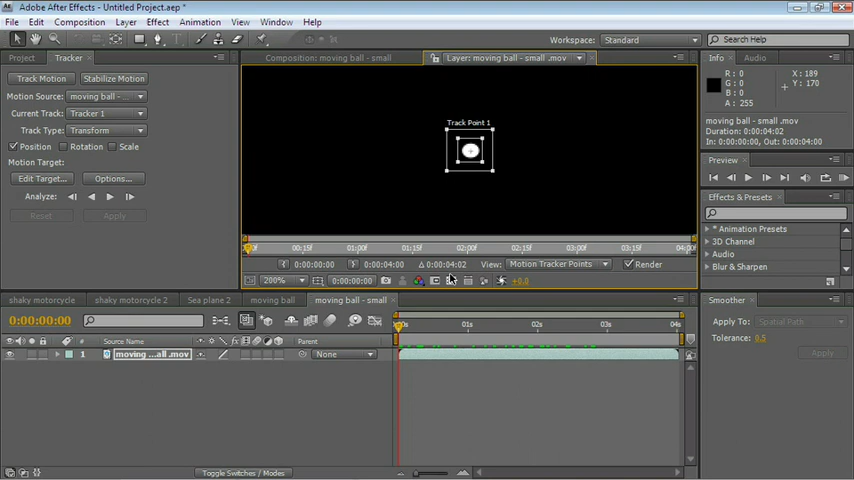 Adobe After Effects - Untitled Project.aep *
File Edit Composition Layer Effect Animation View Window Help
Workspace: Standard Search Help
Project Tracker Composition: moving ball - small Layer: moving ball - small .mov Info Audio
Track Motion Stabilize Motion
Motion Source: moving ball - ...
Current Track: Tracker 1
Track Type: Transform
Position Rotation Scale
Motion Target:
Edit Target... Options...
Analyze:
Reset Apply
Track Point 1
00:15f 01:00f 01:15f 02:00f 02:15f 03:00f 03:15f 04:00f
0:00:00:00 0:00:04:00 Δ 0:00:04:02 View: Motion Tracker Points Render
200% 0:00:00:00 +0.0
R: 0 X: 189
G: 0 Y: 170
B: 0
A: 255
moving ball - small .mov
Duration: 0:00:04:02
In: 0:00:00:00, Out: 0:00:04:00
Preview
Effects & Presets
* Animation Presets
3D Channel
Audio
Blur & Sharpen
shaky motorcycle shaky motorcycle 2 Sea plane 2 moving ball moving ball - small
0:00:00:00
01s 02s 03s 04s
# Source Name Parent
1 moving ...all .mov None
Toggle Switches / Modes
Smoother
Apply To: Spatial Path
Tolerance: 0.5
Apply